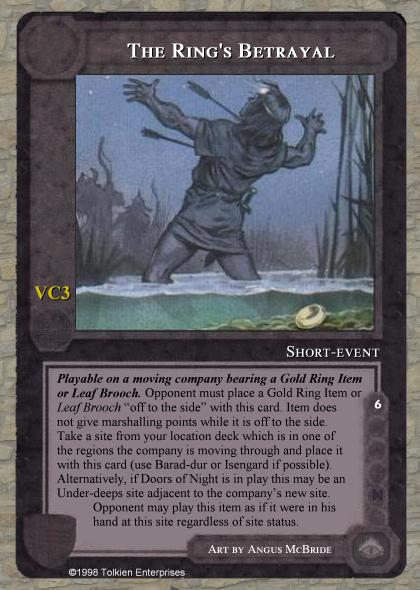 THE RING'S BETRAYAL
VC3
SHORT-EVENT
Playable on a moving company bearing a Gold Ring Item
or Leaf Brooch. Opponent must place a Gold Ring Item or
Leaf Brooch “off to the side” with this card. Item does
not give marshalling points while it is off to the side.
Take a site from your location deck which is in one of
the regions the company is moving through and place it
with this card (use Barad-dur or Isengard if possible).
Alternatively, if Doors of Night is in play this may be an
Under-deeps site adjacent to the company’s new site.
Opponent may play this item as if it were in his
hand at this site regardless of site status.
6
ART BY ANGUS MCBRIDE
©1998 Tolkien Enterprises